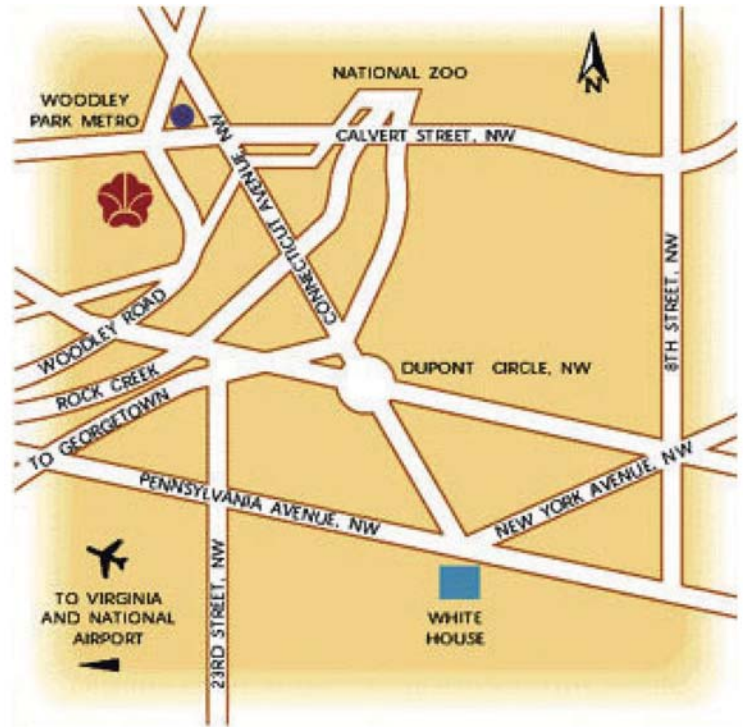 NATIONAL ZOO
WOODLEY
PARK METRO
N
CALVERT STREET, NW
CONNECTICUT AVENUE, NW
8TH STREET, NW
WOODLEY ROAD
DUPONT CIRCLE, NW
ROCK CREEK
TO GEORGETOWN
PENNSYLVANIA AVENUE, NW
NEW YORK AVENUE, NW
23RD STREET, NW
TO VIRGINIA
AND NATIONAL
AIRPORT
WHITE
HOUSE